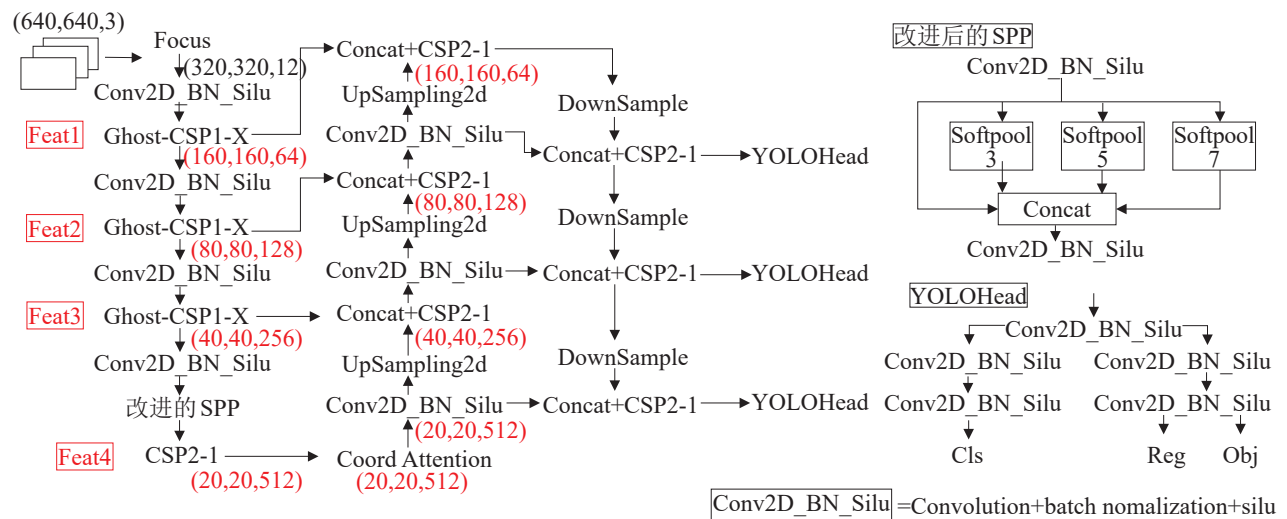 (640,640,3)
Focus
(320,320,12)
Conv2D_BN_Silu
Feat1
Ghost-CSP1-X
(160,160,64)
Conv2D_BN_Silu
Feat2
Ghost-CSP1-X
(80,80,128)
Conv2D_BN_Silu
Feat3
Ghost-CSP1-X
(40,40,256)
Conv2D_BN_Silu
改进的SPP
Feat4
CSP2-1
(20,20,512)
Concat+CSP2-1
(160,160,64)
UpSampling2d
Conv2D_BN_Silu
Concat+CSP2-1
(80,80,128)
UpSampling2d
Conv2D_BN_Silu
Concat+CSP2-1
(40,40,256)
UpSampling2d
Conv2D_BN_Silu
(20,20,512)
Coord Attention
(20,20,512)
DownSample
Concat+CSP2-1
YOLOHead
DownSample
Concat+CSP2-1
YOLOHead
DownSample
Concat+CSP2-1
YOLOHead
改进后的SPP
Conv2D_BN_Silu
Softpool
3
Softpool
5
Softpool
7
Concat
Conv2D_BN_Silu
YOLOHead
Conv2D_BN_Silu
Conv2D_BN_Silu
Conv2D_BN_Silu
Conv2D_BN_Silu
Conv2D_BN_Silu
Cls
Reg
Obj
Conv2D_BN_Silu=Convolution+batch nomalization+silu